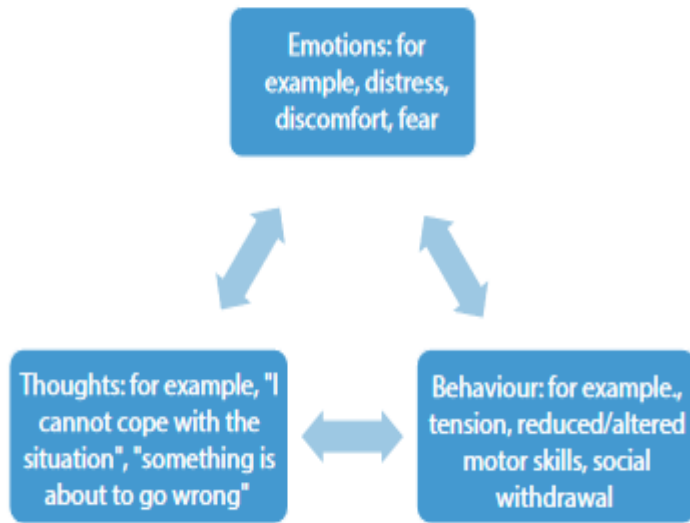 Emotions: for
example, distress,
discomfort, fear
Thoughts: for example, "I
cannot cope with the
situation", "something is
about to go wrong"
Behaviour: for example.,
tension, reduced/altered
motor skills, social
withdrawal